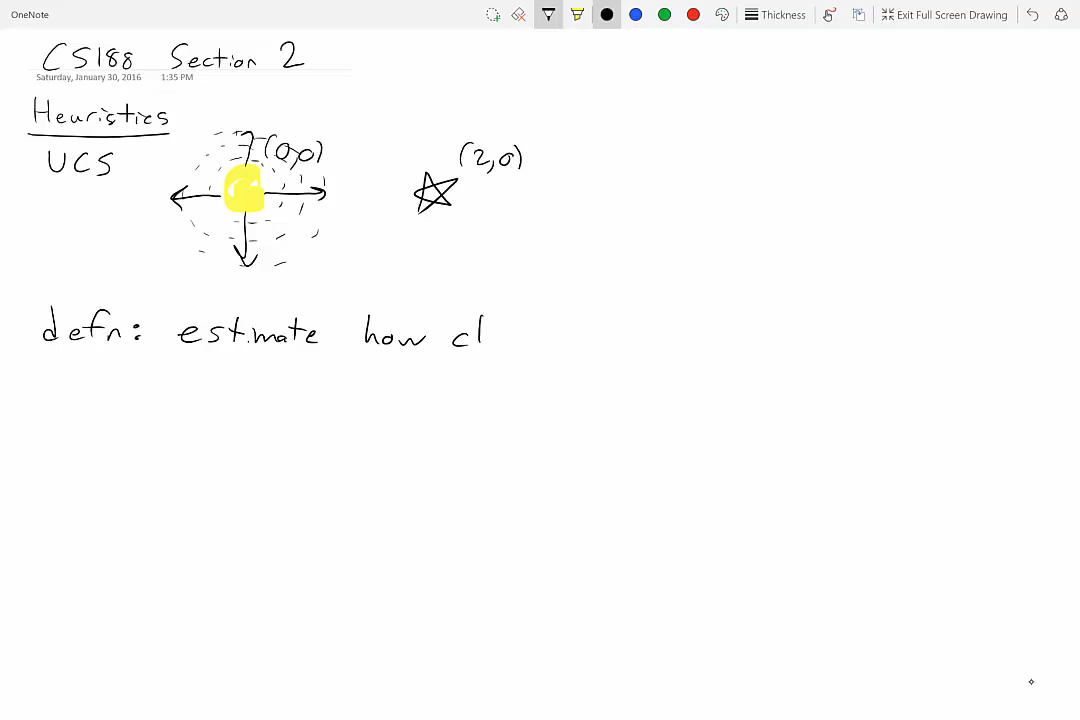 OneNote
Thickness
Exit Full Screen Drawing
CS188 Section 2
Saturday, January 30, 2016 1:35 PM
Heuristics
UCS
(0,0)
(2,0)
defn: estimate how cl